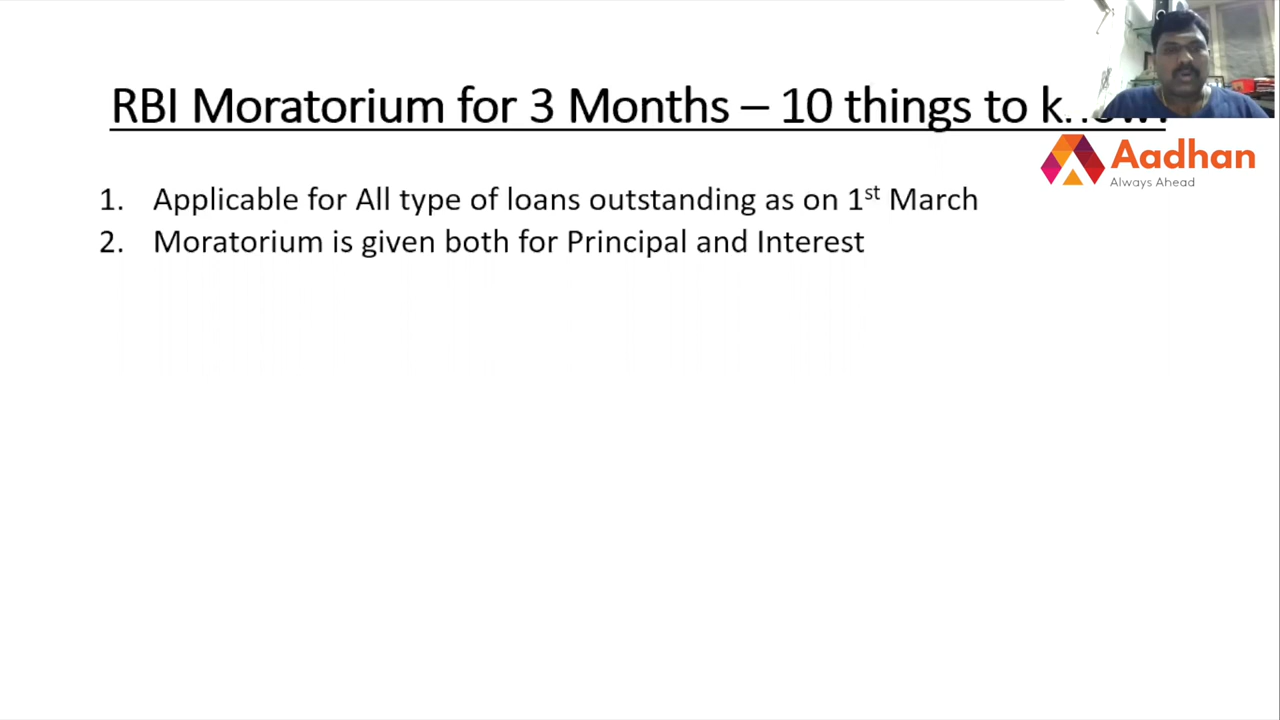 RBI Moratorium for 3 Months – 10 things to
Aadhan
Always Ahead
1. Applicable for All type of loans outstanding as on 1st March
2. Moratorium is given both for Principal and Interest